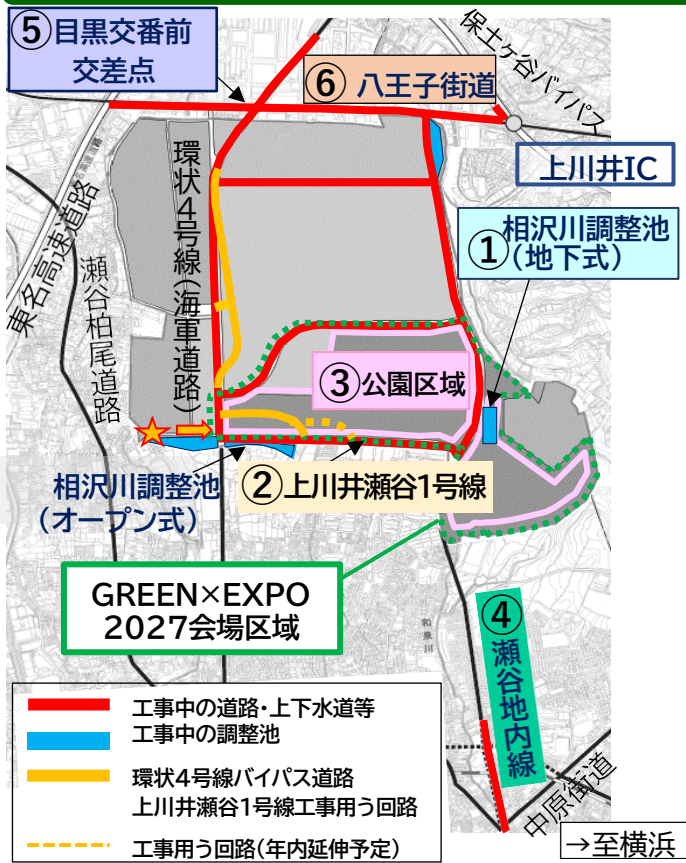 ⑤目黒交番前
交差点
保土ヶ谷バイパス
⑥ 八王子街道
上川井IC
環状4号線(海軍道路)
①相沢川調整池
(地下式)
東名高速道路
瀬谷柏尾道路
③公園区域
相沢川調整池
(オープン式)
②上川井瀬谷1号線
GREEN×EXPO
2027会場区域
和泉川
④瀬谷地内線
中原街道
→至横浜
工事中の道路・上下水道等
工事中の調整池
環状4号線バイパス道路
上川井瀬谷1号線工事用う回路
工事用う回路(年内延伸予定)